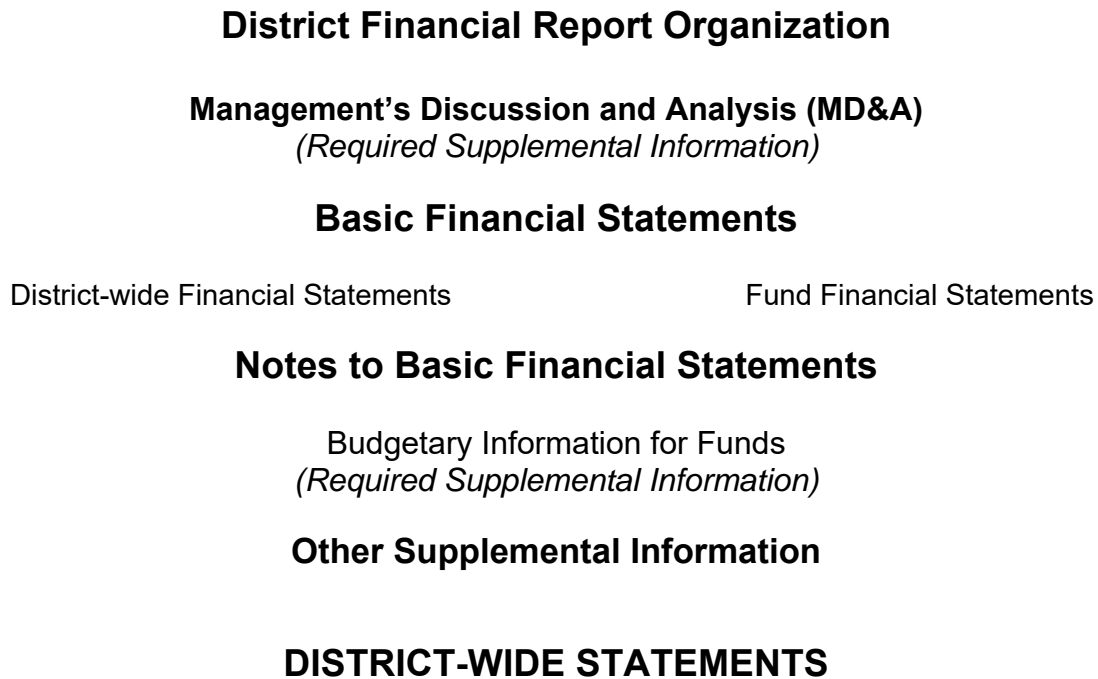 District Financial Report Organization
Management’s Discussion and Analysis (MD&A)
(Required Supplemental Information)
Basic Financial Statements
District-wide Financial Statements Fund Financial Statements
Notes to Basic Financial Statements
Budgetary Information for Funds
(Required Supplemental Information)
Other Supplemental Information
DISTRICT-WIDE STATEMENTS